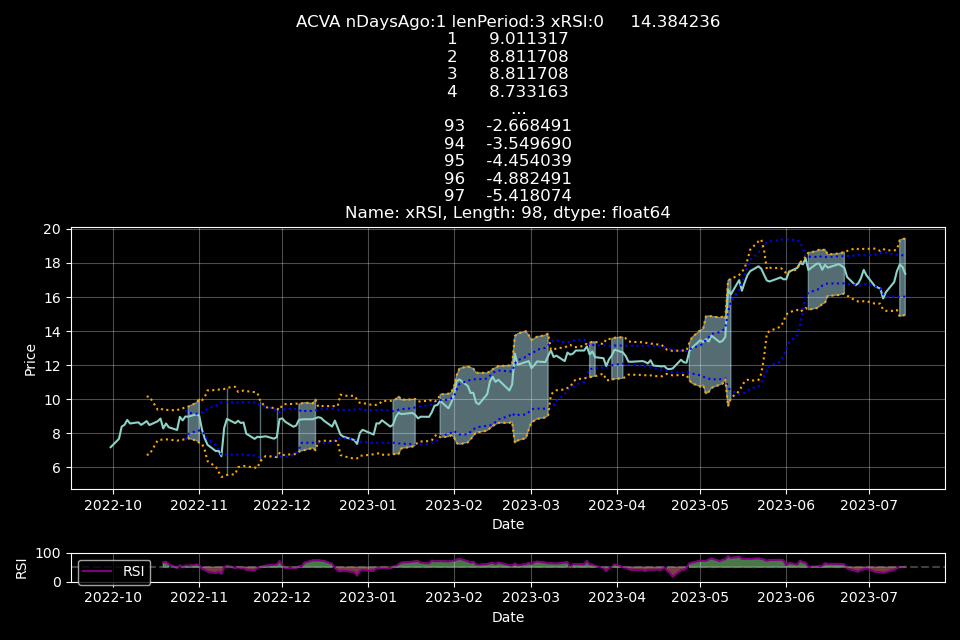 ACVA nDaysAgo:1 lenPeriod:3 xRSI:0 14.384236
1 9.011317
2 8.811708
3 8.811708
4 8.733163
...
93 -2.668491
94 -3.549690
95 -4.454039
96 -4.882491
97 -5.418074
Name: xRSI, Length: 98, dtype: float64
20
18
16
14
12
10
8
6
Price
2022-10 2022-11 2022-12 2023-01 2023-02 2023-03 2023-04 2023-05 2023-06 2023-07
Date
100
0
RSI
RSI
2022-10 2022-11 2022-12 2023-01 2023-02 2023-03 2023-04 2023-05 2023-06 2023-07
Date